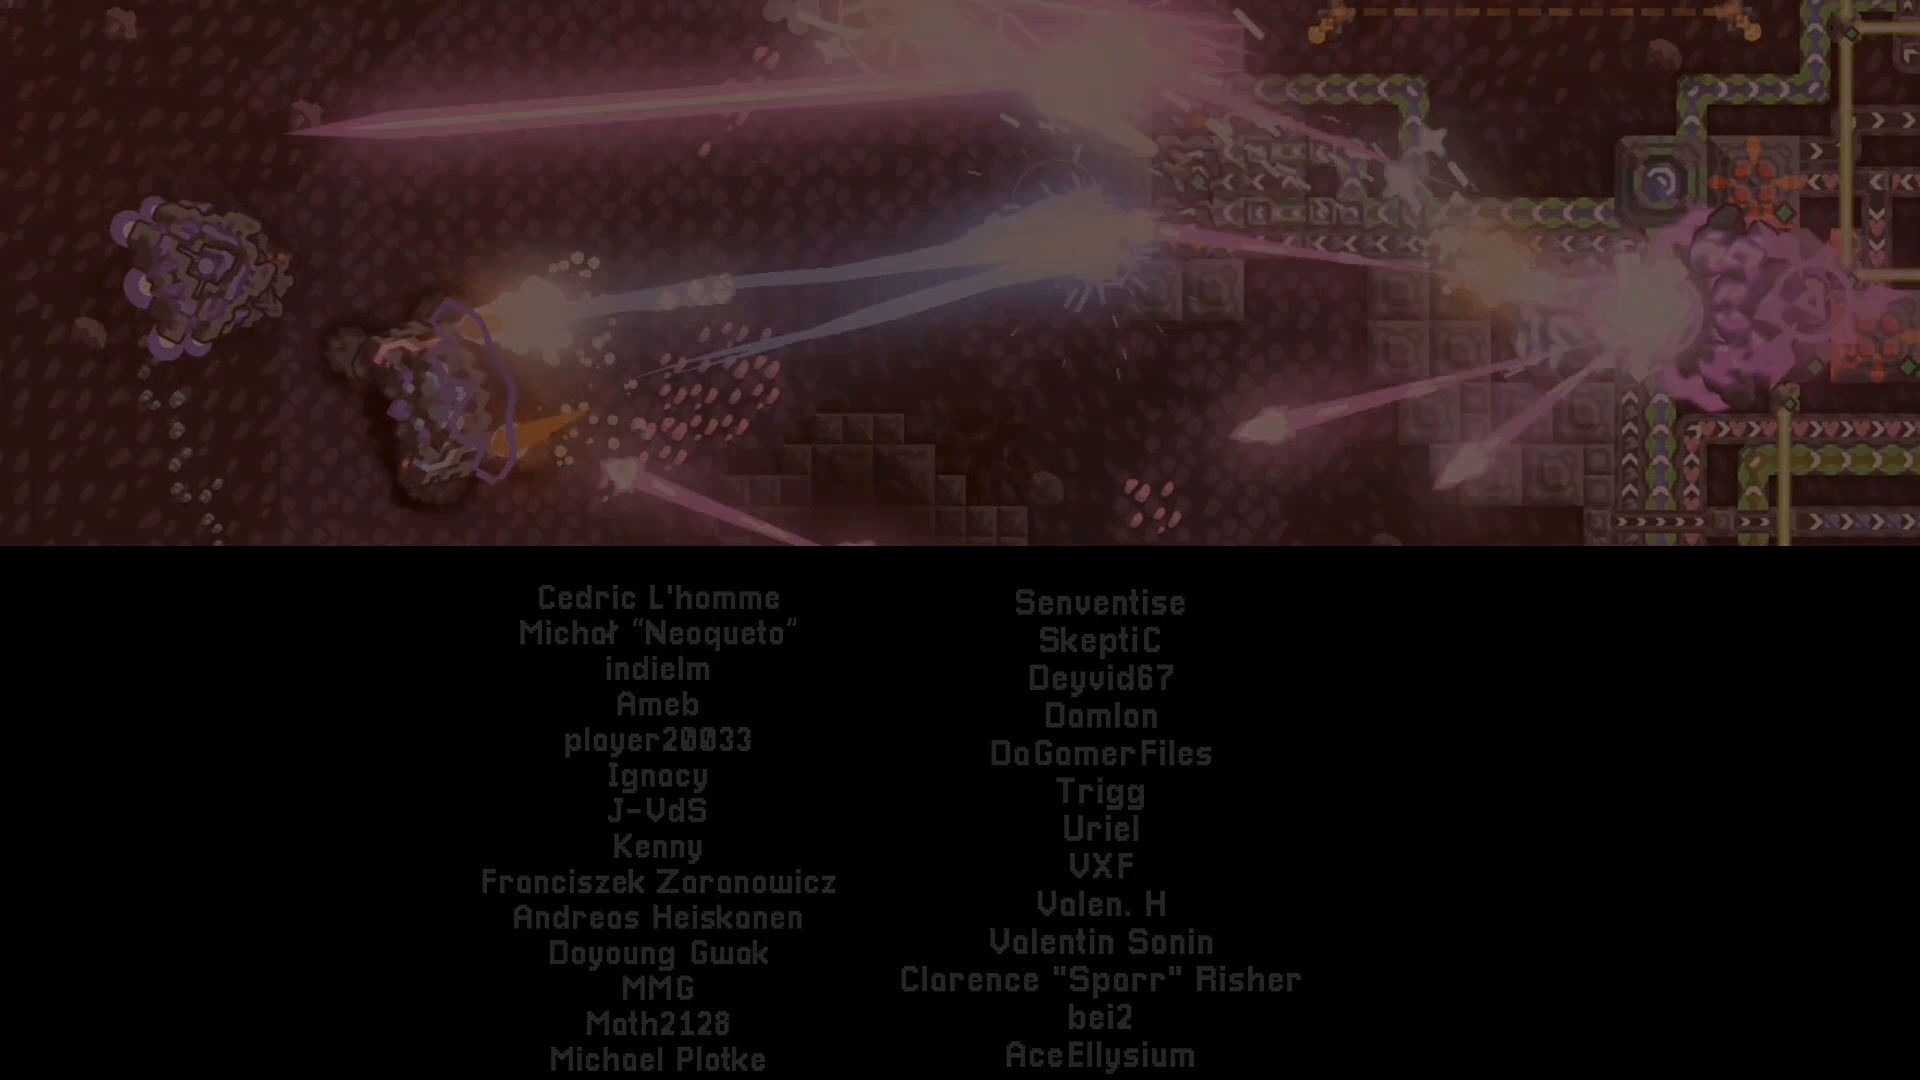 Cedric L'homme
Michał “Neoqueto”
indielm
Ameb
player20033
Ignacy
J-VdS
Kenny
Franciszek Zaranowicz
Andreas Heiskanen
Doyoung Gwak
MMG
Math2128
Michael Plotke
Senventise
SkeptiC
Deyvid67
Damlon
DaGamerFiles
Trigg
Uriel
VXF
Valen. H
Valentin Sonin
Clarence "Sparr" Risher
bei2
AceEllysium